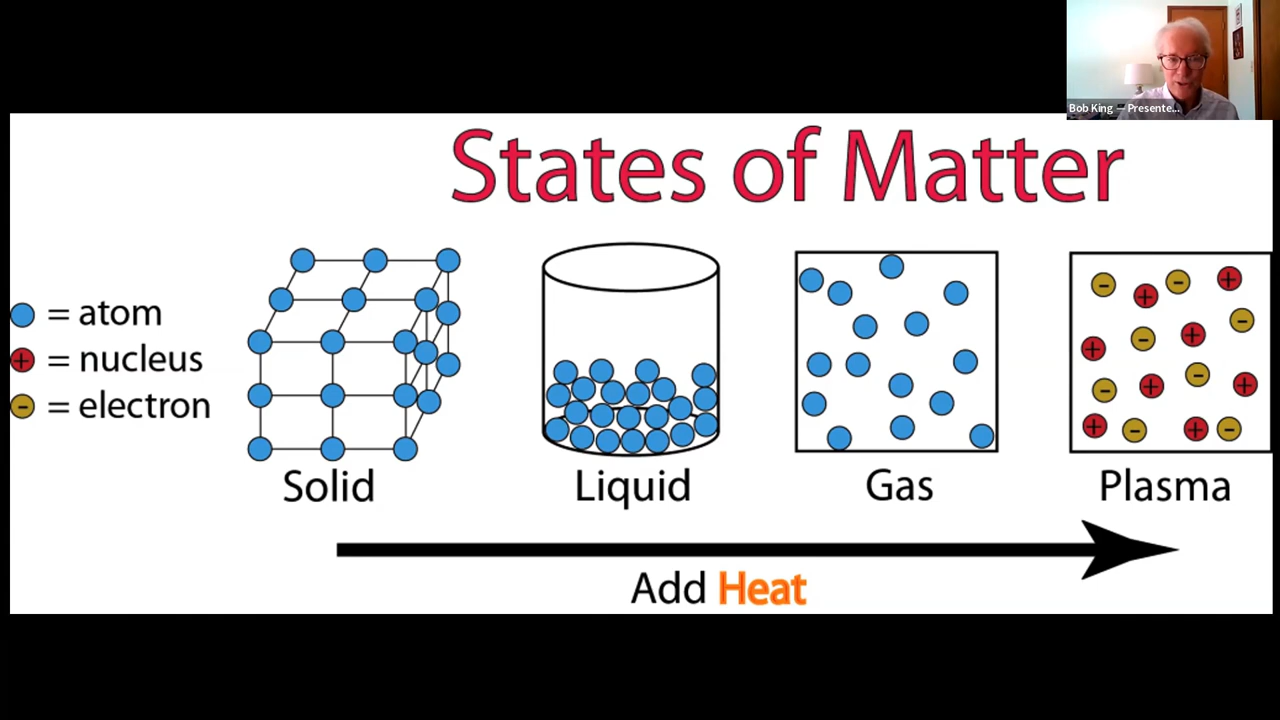 Bob King — Presente...
States of Matter
= atom
+ = nucleus
- = electron
Solid
Liquid
Gas
Plasma
Add Heat